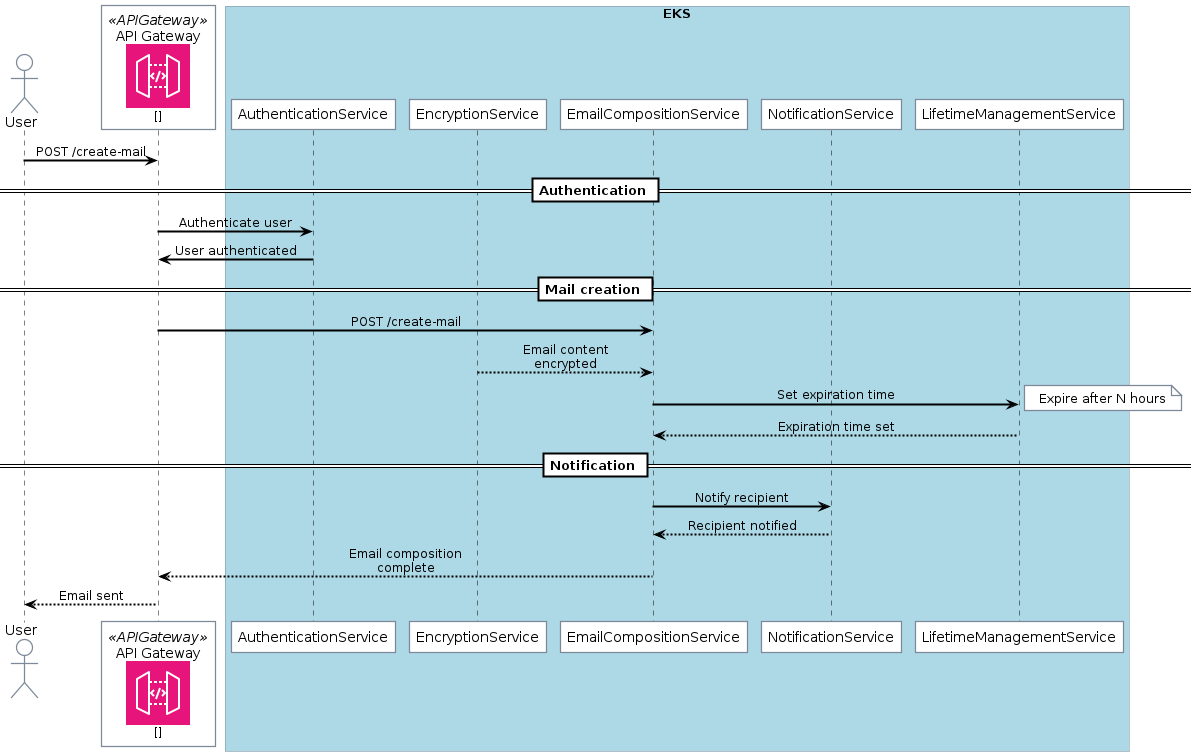 EKS
«APIGateway»
API Gateway
[]
User
AuthenticationService
EncryptionService
EmailCompositionService
NotificationService
LifetimeManagementService
POST /create-mail
Authentication
Authenticate user
User authenticated
Mail creation
POST /create-mail
Email content
encrypted
Set expiration time
Expire after N hours
Expiration time set
Notification
Notify recipient
Recipient notified
Email composition
complete
Email sent
User
«APIGateway»
API Gateway
[]
AuthenticationService
EncryptionService
EmailCompositionService
NotificationService
LifetimeManagementService